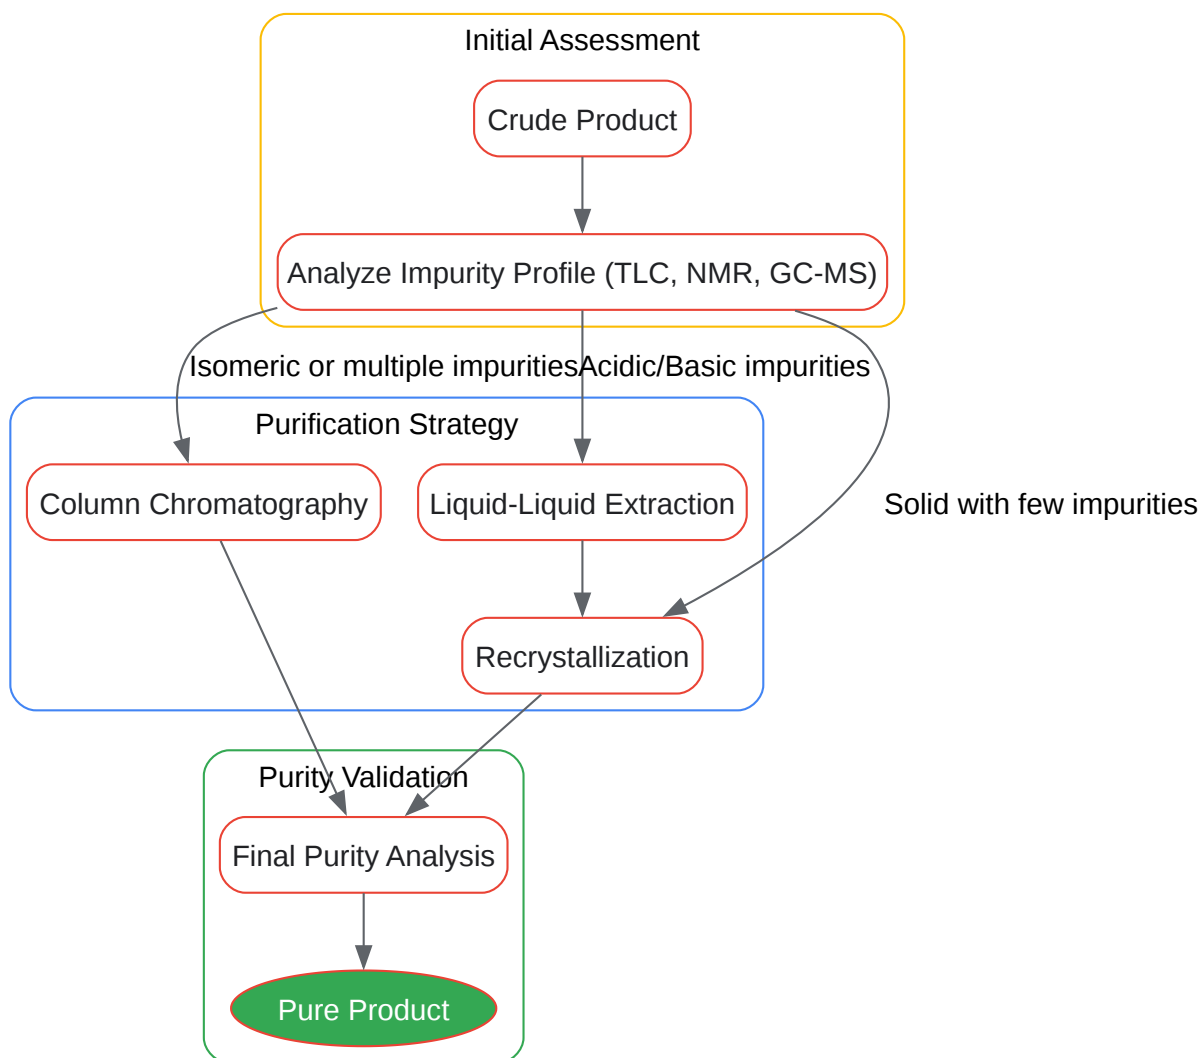 Initial Assessment
Crude Product
Analyze Impurity Profile (TLC, NMR, GC-MS)
Isomeric or multiple impurities
Acidic/Basic impurities
Purification Strategy
Column Chromatography
Liquid-Liquid Extraction
Solid with few impurities
Recrystallization
Purity Validation
Final Purity Analysis
Pure Product